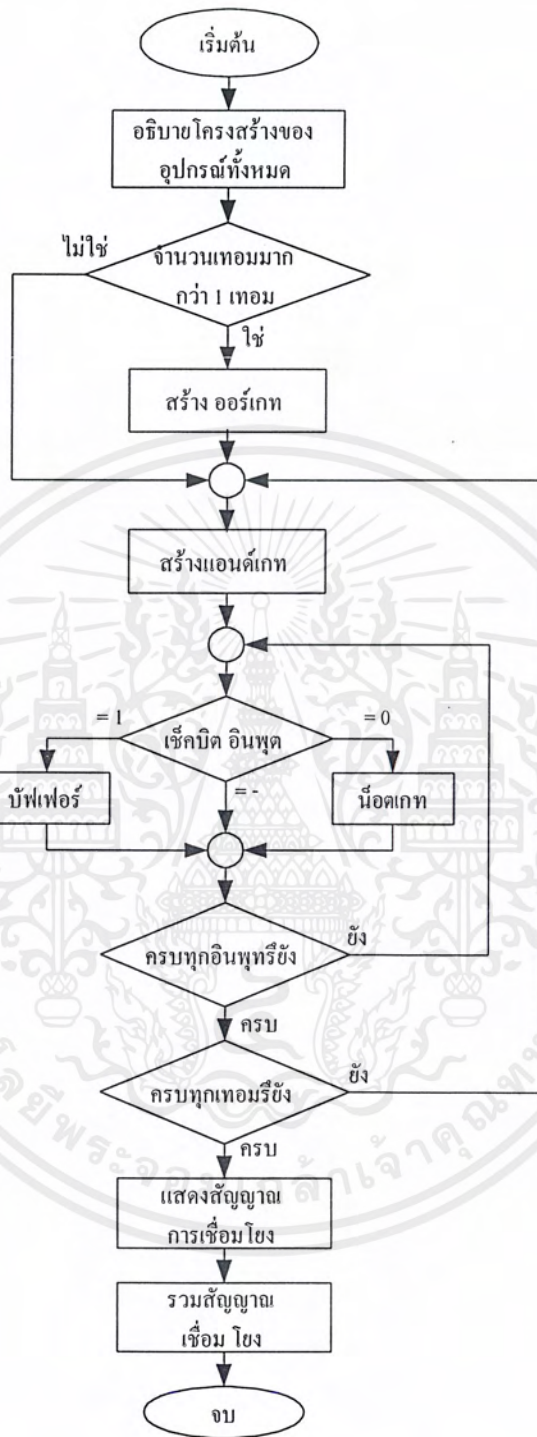 เริ่มต้น
อธิบายโครงสร้างของ
อุปกรณ์ทั้งหมด
ไม่ใช่
จำนวนเทอมมาก
กว่า 1 เทอม
ใช่
สร้าง ออร์เกท
สร้างแอนด์เกท
= 1
เช็คบิต อินพุต
=0
= -
บัฟเฟอร์
น็อตเกท
ครบทุกอินพุทรึยัง
ยัง
ครบ
ครบทุกเทอมรึยัง
ยัง
ครบ
แสดงสัญญาณ
การเชื่อมโยง
รวมสัญญาณ
เชื่อม โยง
จบ